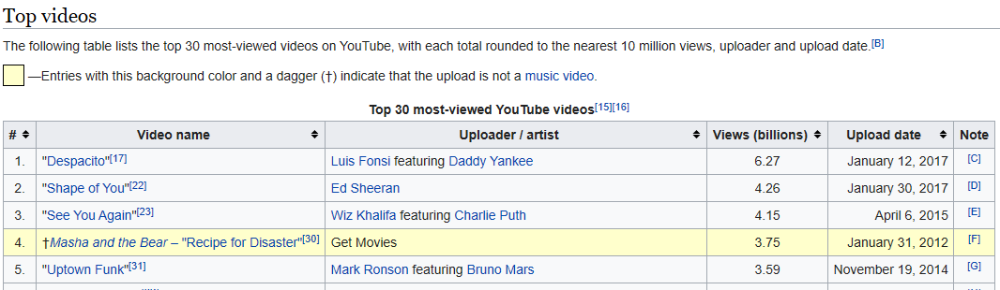 Top videos
The following table lists the top 30 most-viewed videos on YouTube, with each total rounded to the nearest 10 million views, uploader and upload date.[B]
—Entries with this background color and a dagger (†) indicate that the upload is not a music video.
Top 30 most-viewed YouTube videos[15][16]
# Video name Uploader / artist Views (billions) Upload date Note
1. "Despacito"[17] Luis Fonsi featuring Daddy Yankee 6.27 January 12, 2017 [C]
2. "Shape of You"[22] Ed Sheeran 4.26 January 30, 2017 [D]
3. "See You Again"[23] Wiz Khalifa featuring Charlie Puth 4.15 April 6, 2015 [E]
4. †Masha and the Bear – "Recipe for Disaster"[30] Get Movies 3.75 January 31, 2012 [F]
5. "Uptown Funk"[31] Mark Ronson featuring Bruno Mars 3.59 November 19, 2014 [G]